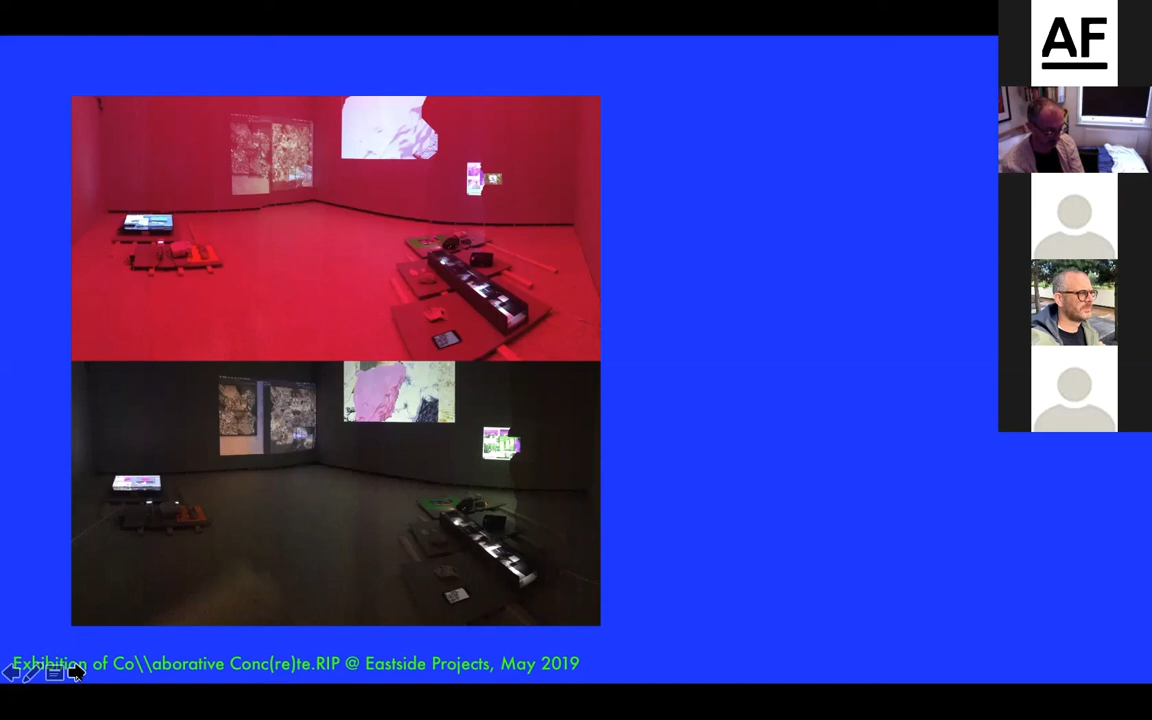 AF
Exhibition of Co\\aborative Conc(re)te.RIP @ Eastside Projects, May 2019